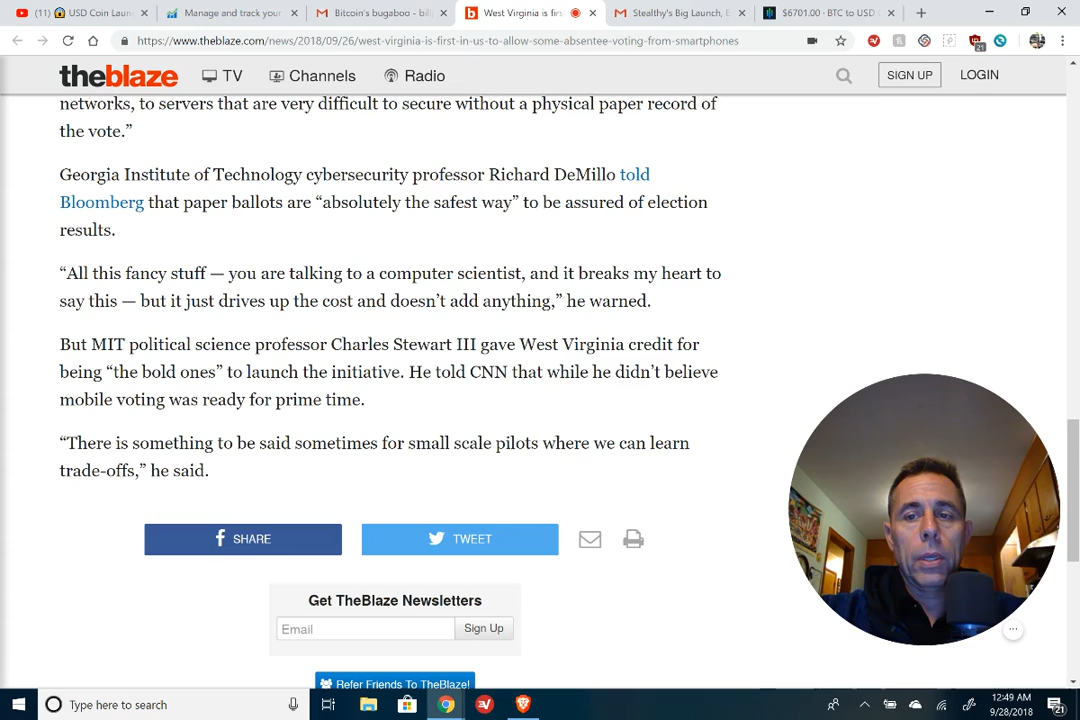 (11) 😱 USD Coin Laun
Manage and track your
Bitcoin's bugaboo - bill
West Virginia is firs
Stealthy's Big Launch, E
$6701.00 · BTC to USD C
https://www.theblaze.com/news/2018/09/26/west-virginia-is-first-in-us-to-allow-some-absentee-voting-from-smartphones
21
theblaze TV Channels Radio SIGN UP LOGIN
networks, to servers that are very difficult to secure without a physical paper record of
the vote.”
Georgia Institute of Technology cybersecurity professor Richard DeMillo told
Bloomberg that paper ballots are “absolutely the safest way” to be assured of election
results.
“All this fancy stuff — you are talking to a computer scientist, and it breaks my heart to
say this — but it just drives up the cost and doesn’t add anything,” he warned.
But MIT political science professor Charles Stewart III gave West Virginia credit for
being “the bold ones” to launch the initiative. He told CNN that while he didn’t believe
mobile voting was ready for prime time.
“There is something to be said sometimes for small scale pilots where we can learn
trade-offs,” he said.
SHARE TWEET
Get TheBlaze Newsletters
Email Sign Up
Refer Friends To TheBlaze!
Type here to search
12:49 AM
9/28/2018
21